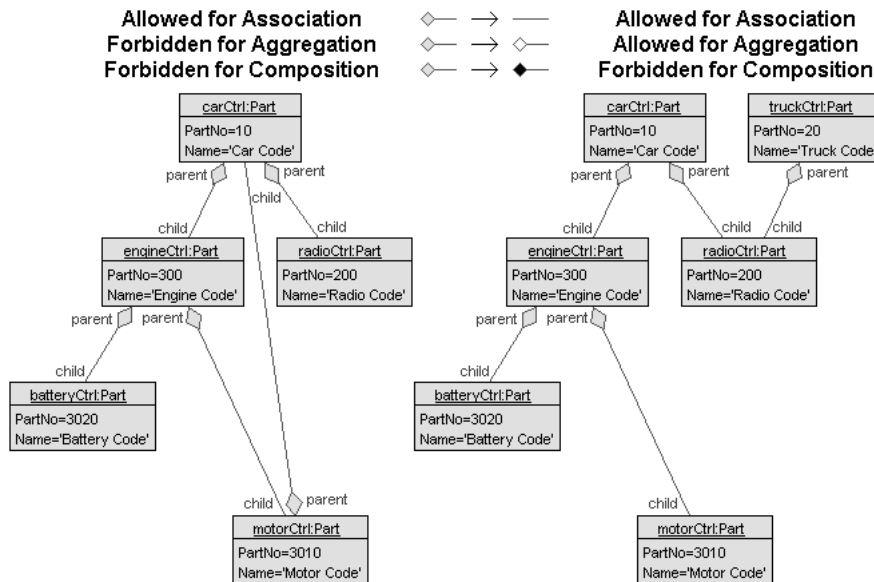 Allowed for Association
Forbidden for Aggregation
Forbidden for Composition
Allowed for Association
Allowed for Aggregation
Forbidden for Composition
carCtrl:Part
PartNo=10
Name='Car Code'
parent
parent
child
child
child
engineCtrl:Part
PartNo=300
Name='Engine Code'
radioCtrl:Part
PartNo=200
Name='Radio Code'
parent
parent
child
batteryCtrl:Part
PartNo=3020
Name='Battery Code'
child
parent
motorCtrl:Part
PartNo=3010
Name='Motor Code'
carCtrl:Part
PartNo=10
Name='Car Code'
truckCtrl:Part
PartNo=20
Name='Truck Code
parent
parent
parent
child
child
child
engineCtrl:Part
PartNo=300
Name='Engine Code'
radioCtrl:Part
PartNo=200
Name='Radio Code'
parent
parent
child
batteryCtrl:Part
PartNo=3020
Name='Battery Code'
child
motorCtrl:Part
PartNo=3010
Name='Motor Code'